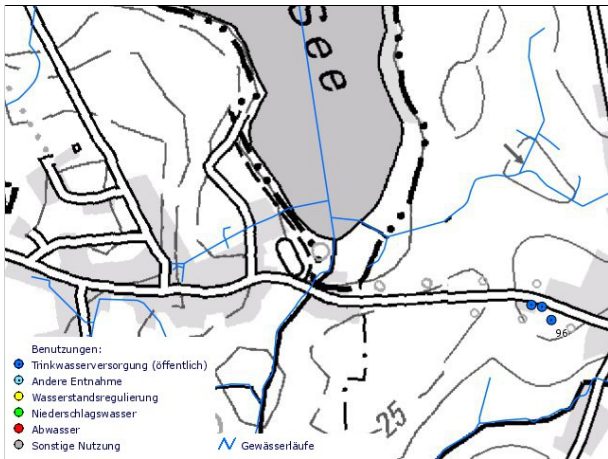 See
96
25
Benutzungen:
Trinkwasserversorgung (öffentlich)
Andere Entnahme
Wasserstandsregulierung
Niederschlagswasser
Abwasser
Sonstige Nutzung
Gewässerläufe